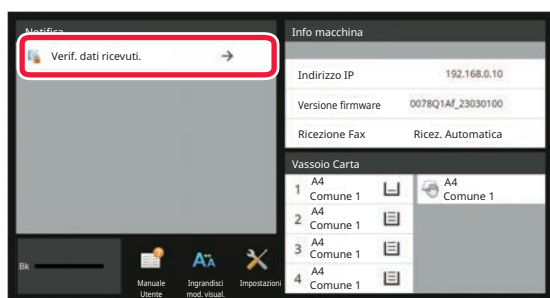 Notifica
Verif. dati ricevuti.
Info macchina
Indirizzo IP 192.168.0.10
Versione firmware 0078Q1Af_23030100
Ricezione Fax Ricez. Automatica
Vassoio Carta
1 A4
Comune 1
A4
Comune 1
2 A4
Comune 1
3 A4
Comune 1
4 A4
Comune 1
Bk
Manuale
Utente
Ingrandisci
mod. visual.
Impostazioni